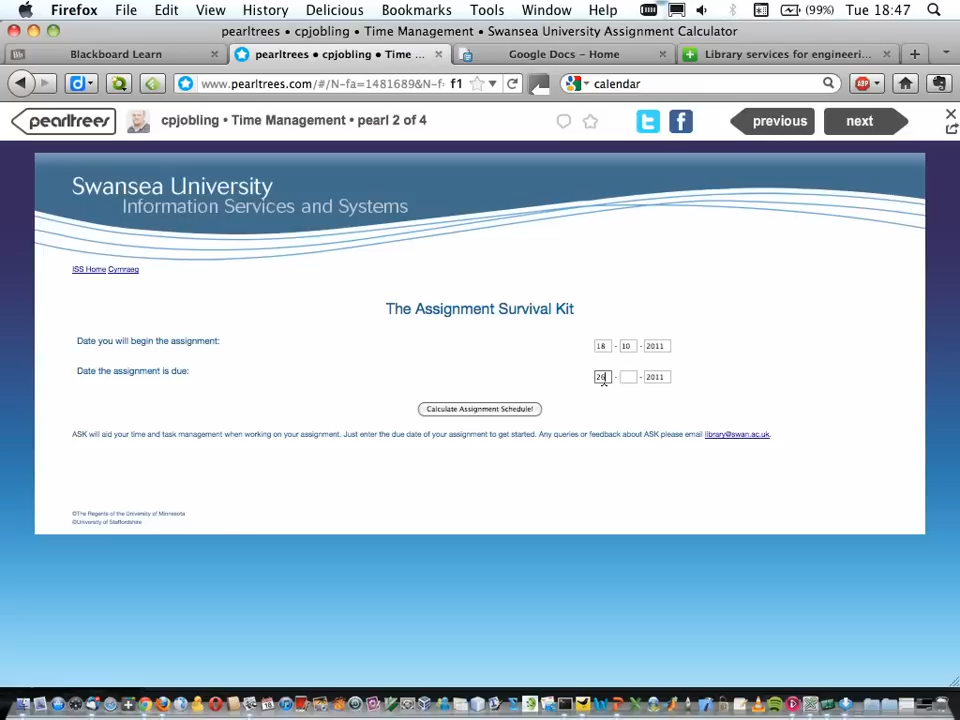 Firefox File Edit View History Delicious Bookmarks Tools Window Help (99%) Tue 18:47
pearltrees • cpjobling • Time Management • Swansea University Assignment Calculator
Blackboard Learn pearltrees • cpjobling • Time ... Google Docs - Home Library services for engineeri...
www.pearltrees.com/#/N-fa=1481689&N-f: f1 calendar
pearltrees cpjobling • Time Management • pearl 2 of 4 previous next
Swansea University
Information Services and Systems
ISS Home Cymraeg
The Assignment Survival Kit
Date you will begin the assignment: 18 - 10 - 2011
Date the assignment is due: 26 - - 2011
Calculate Assignment Schedule!
ASK will aid your time and task management when working on your assignment. Just enter the due date of your assignment to get started. Any queries or feedback about ASK please email library@swan.ac.uk.
©The Regents of the University of Minnesota
©University of Staffordshire